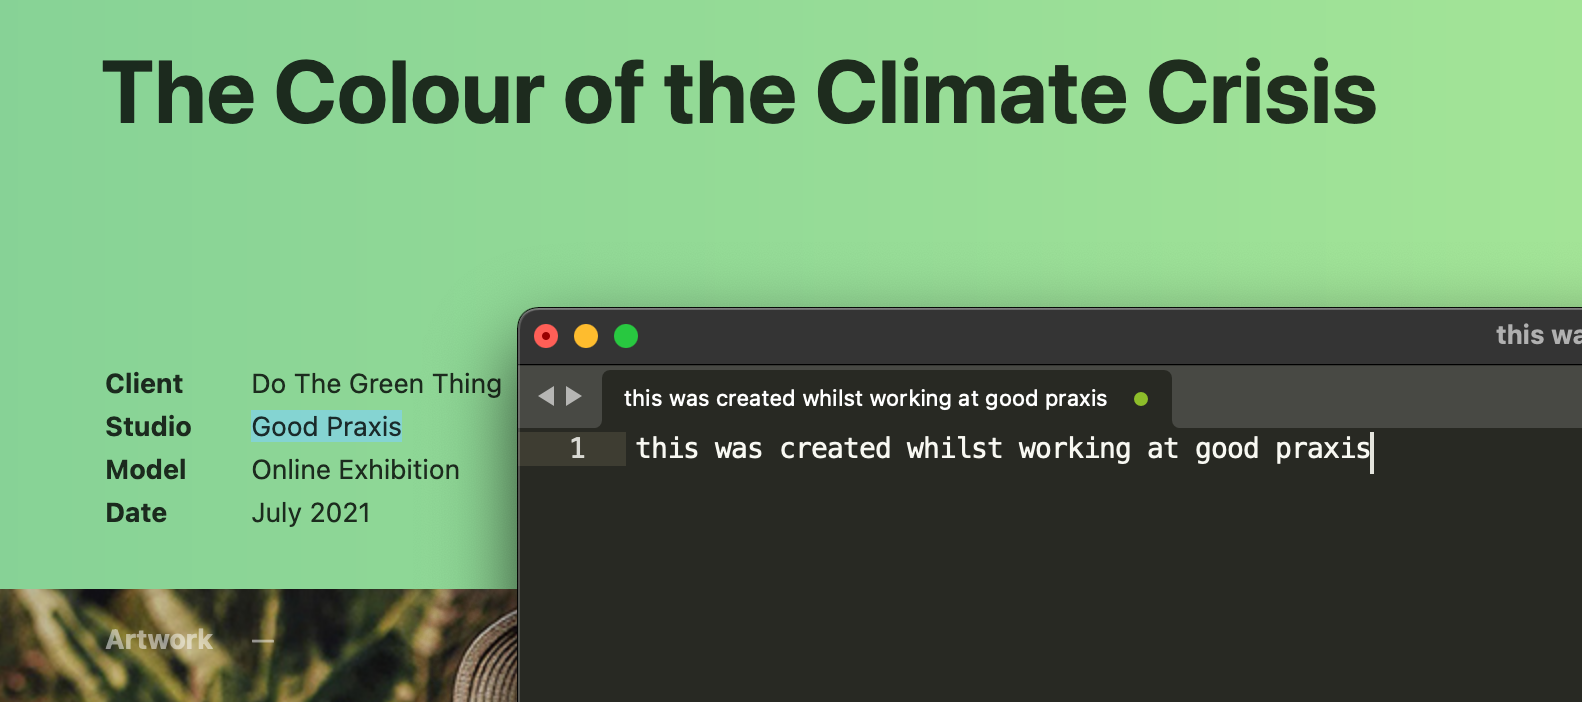 The Colour of the Climate Crisis
Client Do The Green Thing
Studio Good Praxis
Model Online Exhibition
Date July 2021
Artwork —
this wa
this was created whilst working at good praxis
1 this was created whilst working at good praxis